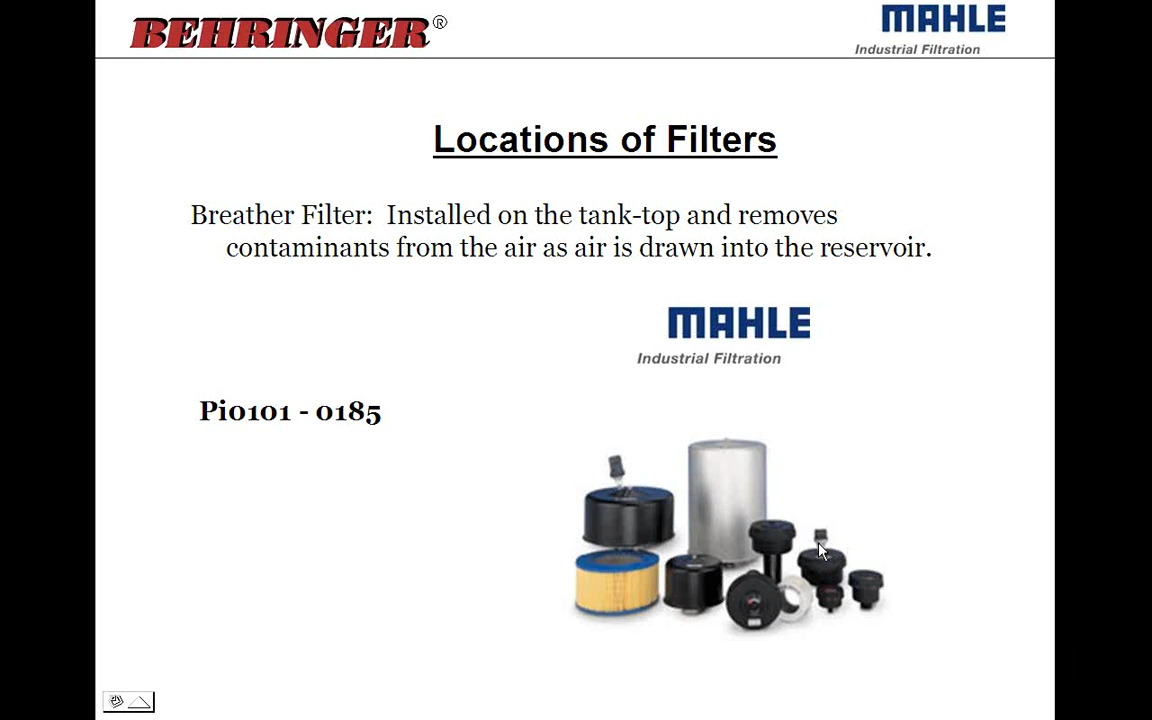 BEHRINGER®
MAHLE
Industrial Filtration
Locations of Filters
Breather Filter: Installed on the tank-top and removes
contaminants from the air as air is drawn into the reservoir.
MAHLE
Industrial Filtration
Pi0101 - 0185